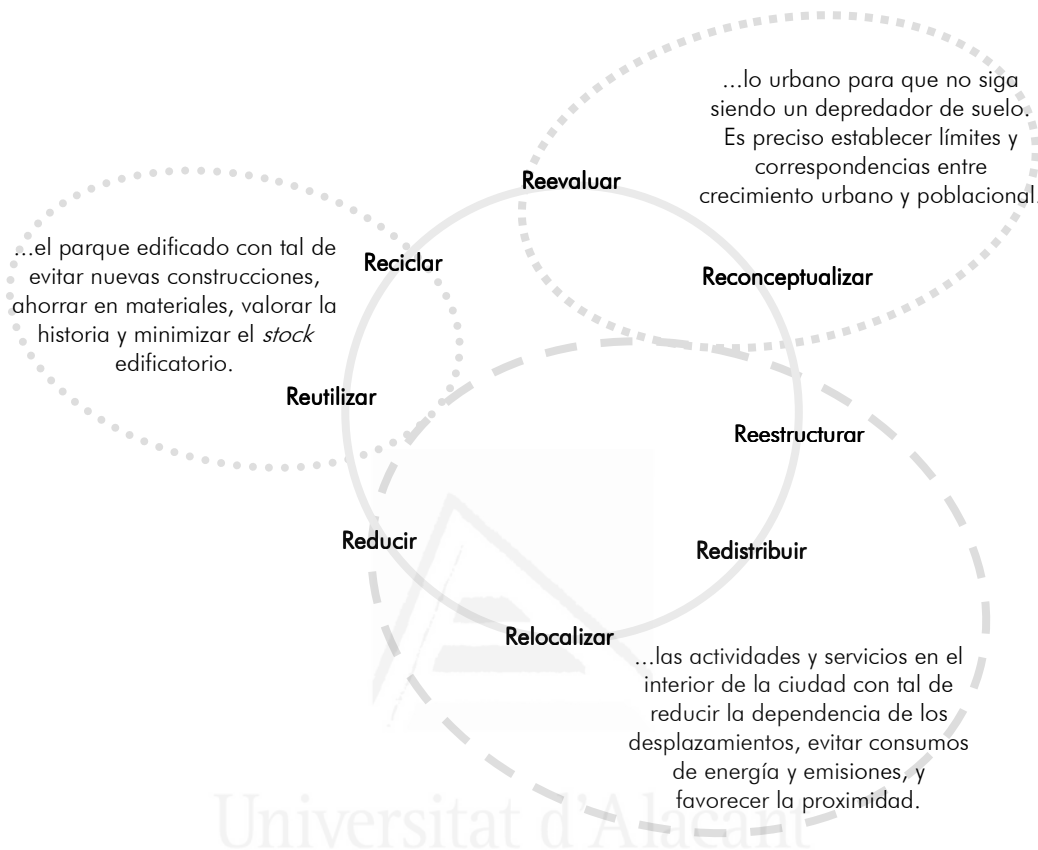 ...lo urbano para que no siga
siendo un depredador de suelo.
Es preciso establecer límites y
correspondencias entre
crecimiento urbano y poblacional.
Reevaluar
Reconceptualizar
...el parque edificado con tal de
evitar nuevas construcciones,
ahorrar en materiales, valorar la
historia y minimizar el stock
edificatorio.
Reciclar
Reutilizar
Reestructurar
Reducir
Redistribuir
Relocalizar
...las actividades y servicios en el
interior de la ciudad con tal de
reducir la dependencia de los
desplazamientos, evitar consumos
de energía y emisiones, y
favorecer la proximidad.
Universitat d'Alacant